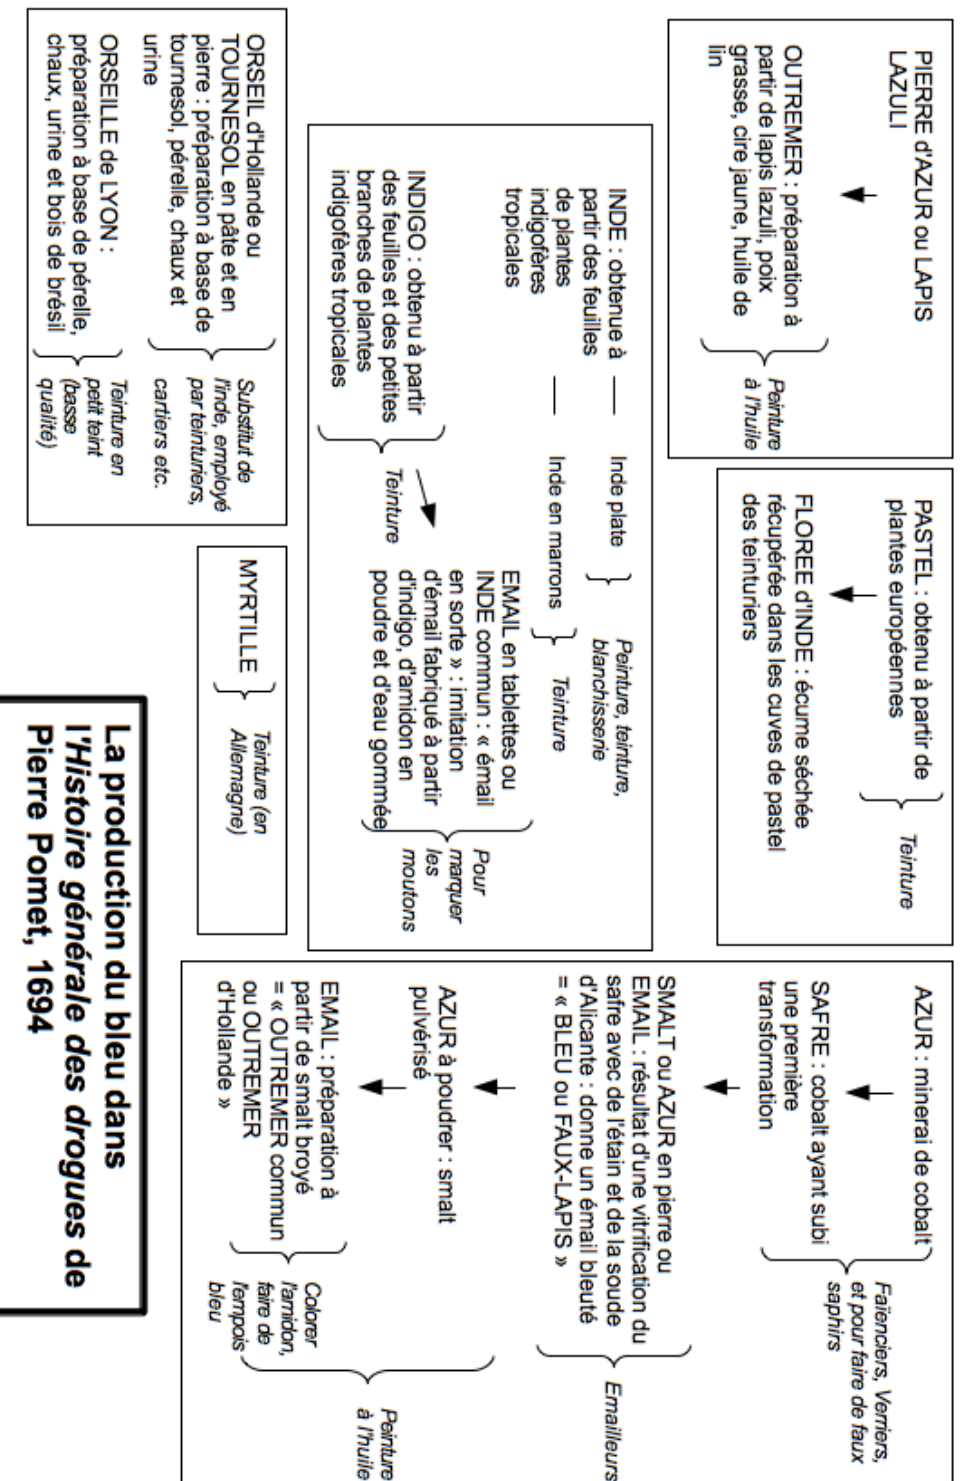 PIERRE d'AZUR ou LAPIS
LAZULI
OUTREMER : préparation à
partir de lapis lazuli, poix
grasse, cire jaune, huile de
lin
Peinture
à l'huile
PASTEL : obtenu à partir de
plantes européennes
FLOREE d'INDE : écume séchée
récupérée dans les cuves de pastel
des teinturiers
Teinture
AZUR : minerai de cobalt
SAFRE : cobalt ayant subi
une première
transformation
Faïenciers, Verriers,
et pour faire de faux
saphirs
SMALT ou AZUR en pierre ou
EMAIL : résultat d'une vitrification du
safre avec de l'étain et de la soude
d'Alicante : donne un émail bleuté
= « BLEU ou FAUX-LAPIS »
Emailleurs
AZUR à poudrer : smalt
pulvérisé
EMAIL : préparation à
partir de smalt broyé
= « OUTREMER commun
ou OUTREMER
d'Hollande »
Colorer
l'amidon,
faire de
l'empois
bleu
Peinture
à l'huile
INDE : obtenue à
partir des feuilles
de plantes
indigofères
tropicales
Inde plate
Peinture, teinture,
blanchisserie
Inde en marrons
Teinture
INDIGO : obtenu à partir
des feuilles et des petites
branches de plantes
indigofères tropicales
Teinture
EMAIL en tablettes ou
INDE commun : « émail
en sorte » : imitation
d'émail fabriqué à partir
d'indigo, d'amidon en
poudre et d'eau gommée
Pour
marquer
les
moutons
ORSEIL d'Hollande ou
TOURNESOL en pâte et en
pierre : préparation à base de
tournesol, pérelle, chaux et
urine
Substitut de
l'inde, employé
par teinturiers,
cartiers etc.
ORSEILLE de LYON :
préparation à base de pérelle,
chaux, urine et bois de brésil
Teinture en
petit teint
(basse
qualité)
MYRTILLE
Teinture (en
Allemagne)
La production du bleu dans
l'Histoire générale des drogues de
Pierre Pomet, 1694